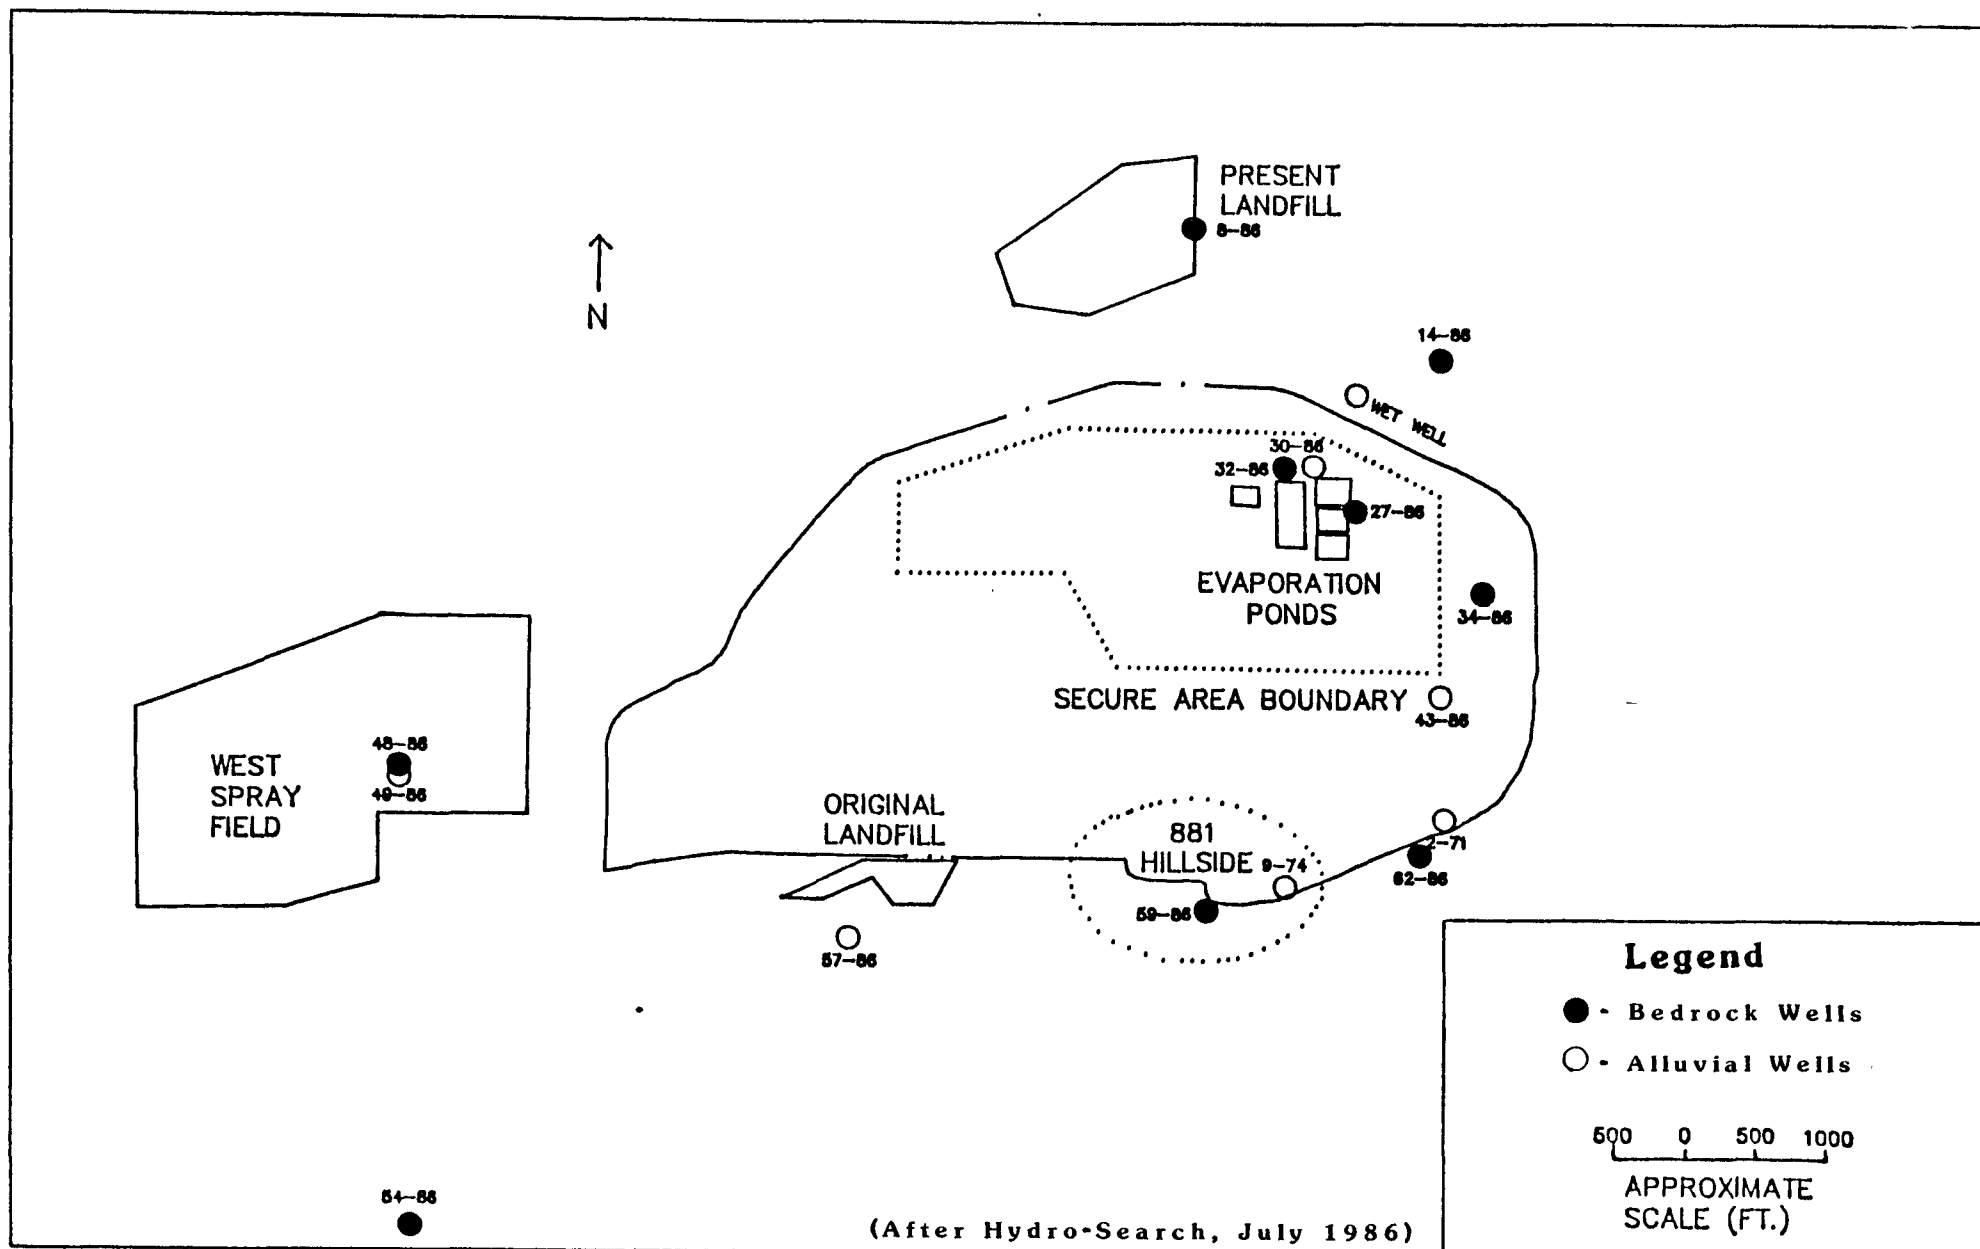 PRESENT
LANDFILL
8-86
N
14-86
WET WELL
30-86
32-86
27-86
EVAPORATION
PONDS
34-86
SECURE AREA BOUNDARY
43-86
WEST
SPRAY
FIELD
48-86
49-86
ORIGINAL
LANDFILL
881
HILLSIDE
9-74
2-71
62-86
59-86
57-86
54-86
(After Hydro-Search, July 1986)
Legend
- Bedrock Wells
- Alluvial Wells
500 0 500 1000
APPROXIMATE
SCALE (FT.)